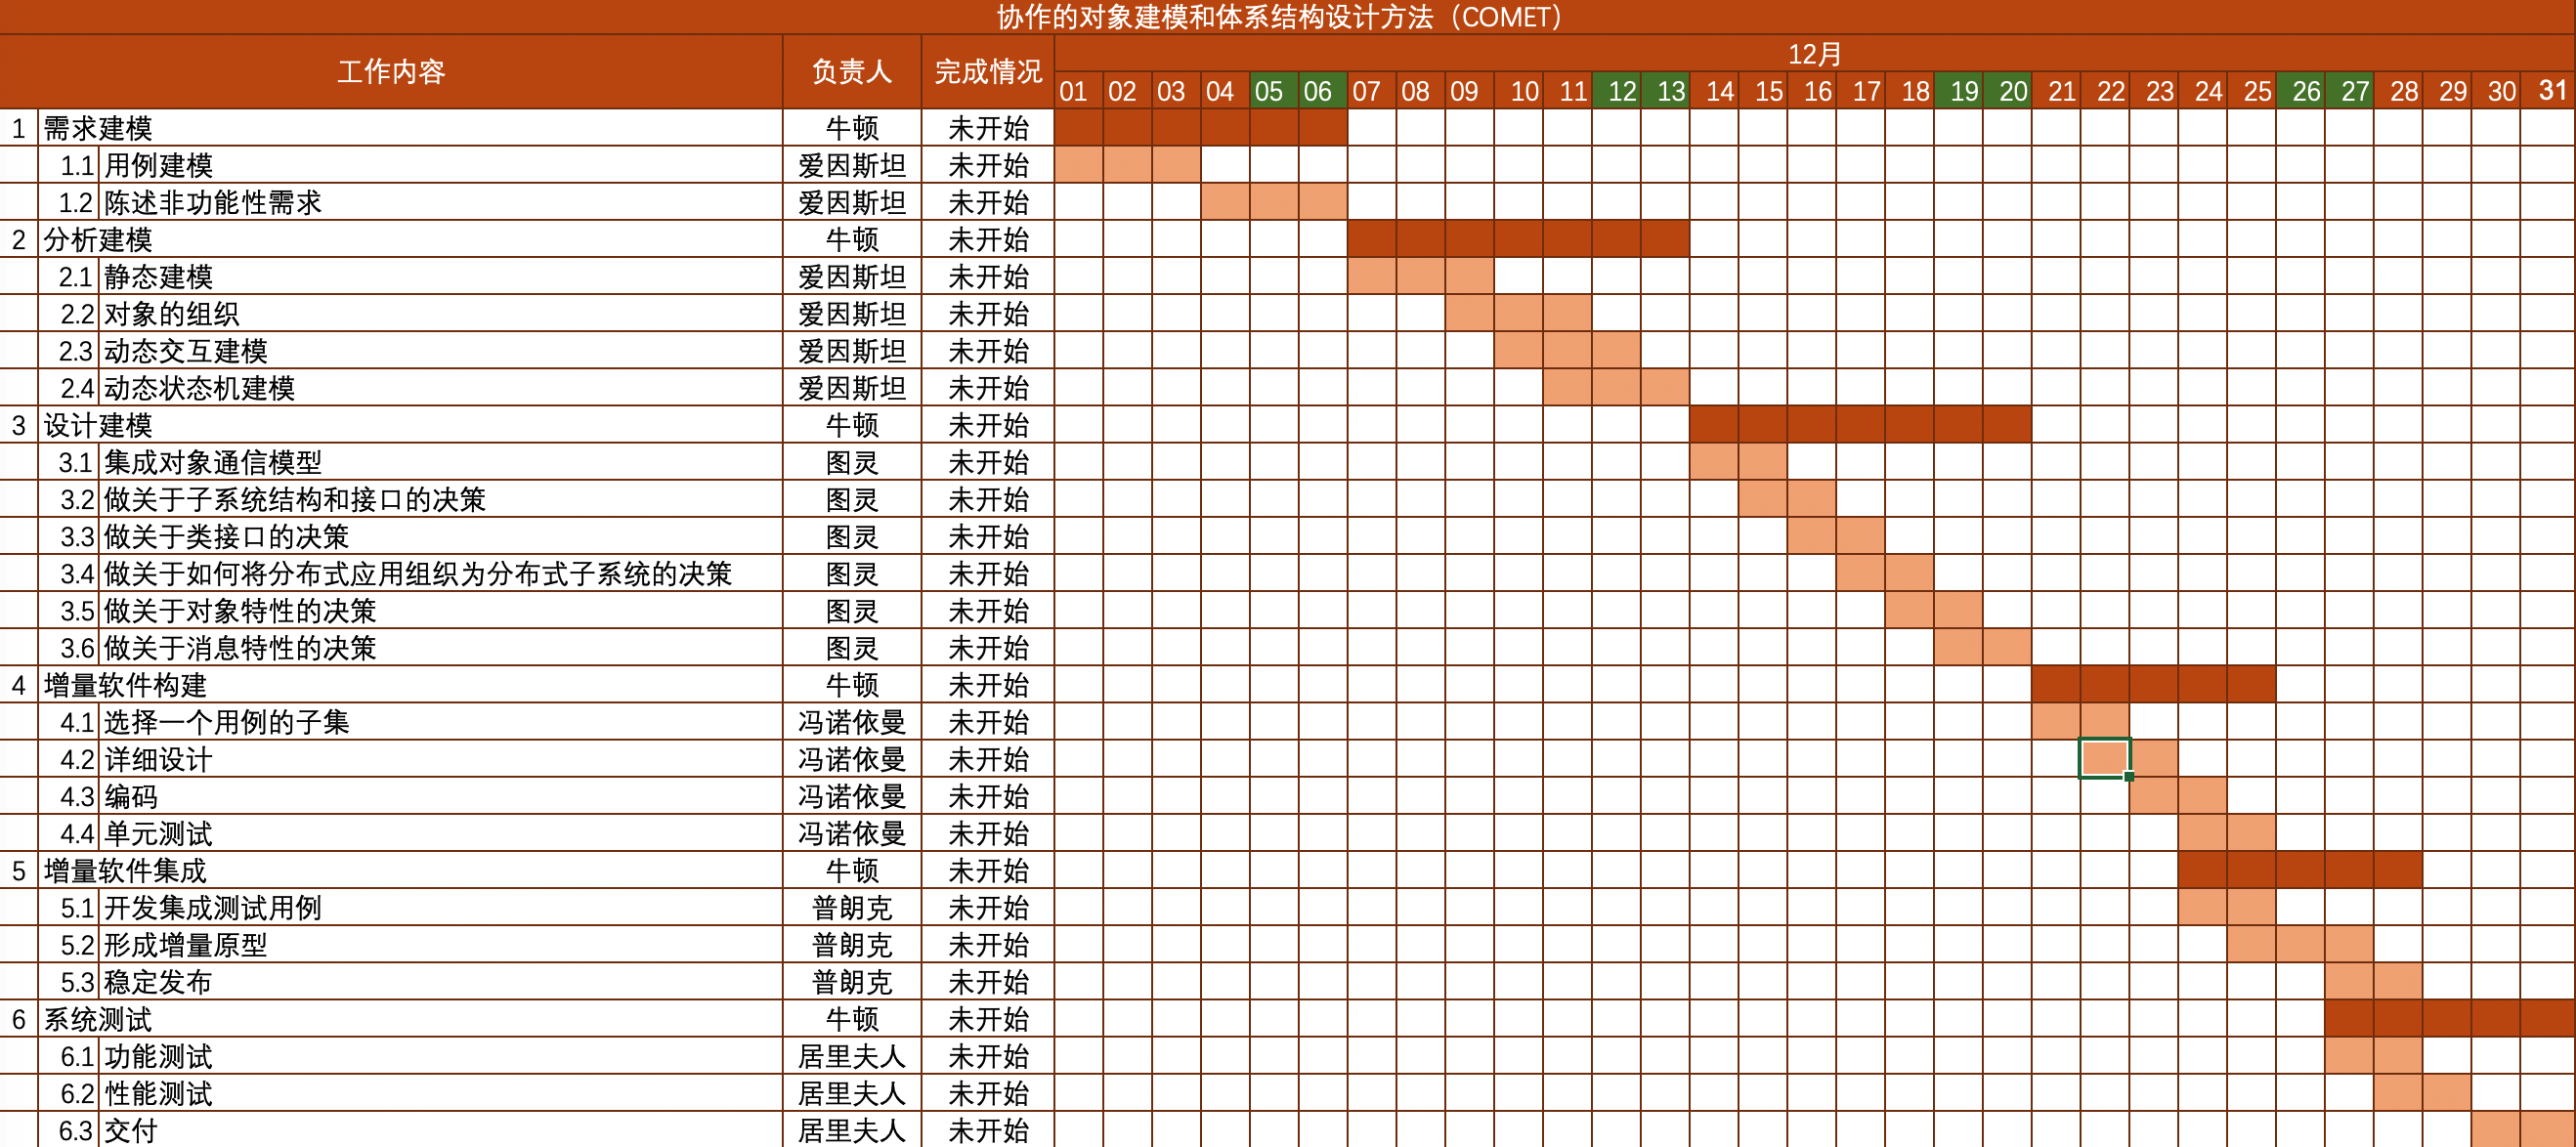 协作的对象建模和体系结构设计方法（COMET）
工作内容 负责人 完成情况 12月
01 02 03 04 05 06 07 08 09 10 11 12 13 14 15 16 17 18 19 20 21 22 23 24 25 26 27 28 29 30 31
1 需求建模 牛顿 未开始
1.1 用例建模 爱因斯坦 未开始
1.2 陈述非功能性需求 爱因斯坦 未开始
2 分析建模 牛顿 未开始
2.1 静态建模 爱因斯坦 未开始
2.2 对象的组织 爱因斯坦 未开始
2.3 动态交互建模 爱因斯坦 未开始
2.4 动态状态机建模 爱因斯坦 未开始
3 设计建模 牛顿 未开始
3.1 集成对象通信模型 图灵 未开始
3.2 做关于子系统结构和接口的决策 图灵 未开始
3.3 做关于类接口的决策 图灵 未开始
3.4 做关于如何将分布式应用组织为分布式子系统的决策 图灵 未开始
3.5 做关于对象特性的决策 图灵 未开始
3.6 做关于消息特性的决策 图灵 未开始
4 增量软件构建 牛顿 未开始
4.1 选择一个用例的子集 冯诺依曼 未开始
4.2 详细设计 冯诺依曼 未开始
4.3 编码 冯诺依曼 未开始
4.4 单元测试 冯诺依曼 未开始
5 增量软件集成 牛顿 未开始
5.1 开发集成测试用例 普朗克 未开始
5.2 形成增量原型 普朗克 未开始
5.3 稳定发布 普朗克 未开始
6 系统测试 牛顿 未开始
6.1 功能测试 居里夫人 未开始
6.2 性能测试 居里夫人 未开始
6.3 交付 居里夫人 未开始